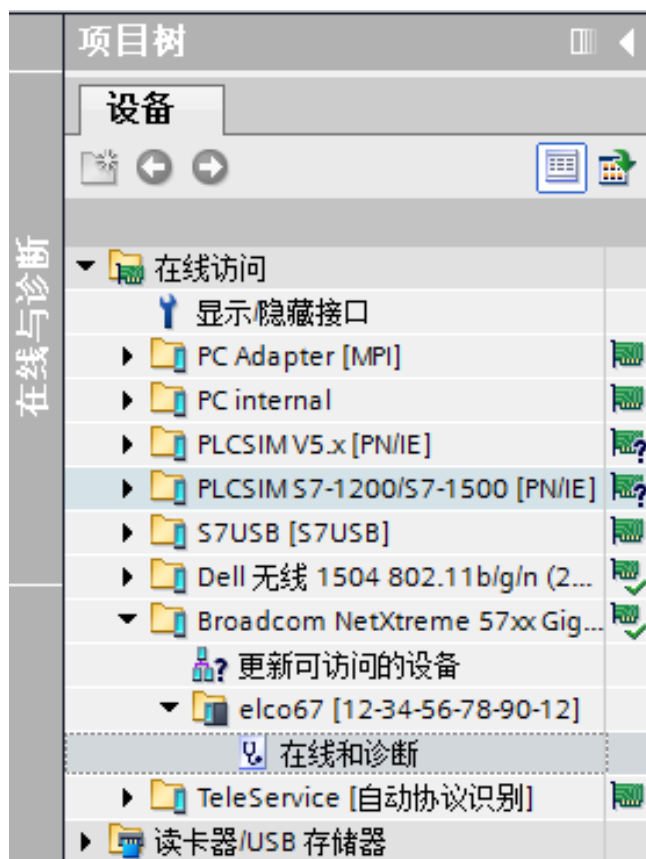 项目树
设备
在线与诊断
在线访问
显示/隐藏接口
PC Adapter [MPI]
PC internal
PLCSIM V5.x [PN/IE]
PLCSIM S7-1200/S7-1500 [PN/IE]
S7USB [S7USB]
Dell 无线 1504 802.11b/g/n (2...
Broadcom NetXtreme 57xx Gig...
更新可访问的设备
elco67 [12-34-56-78-90-12]
在线和诊断
TeleService [自动协议识别]
读卡器/USB 存储器